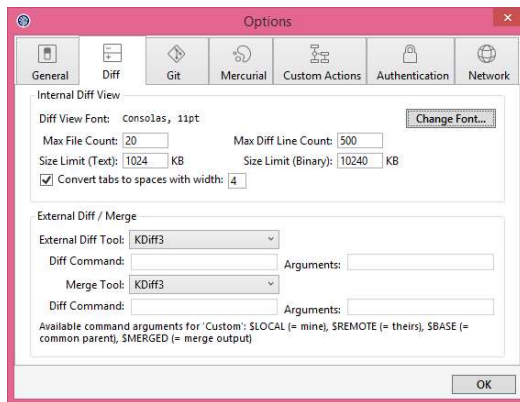 Options
General Diff Git Mercurial Custom Actions Authentication Network
Internal Diff View
Diff View Font: Consolas, 11pt Change Font...
Max File Count: 20 Max Diff Line Count: 500
Size Limit (Text): 1024 KB Size Limit (Binary): 10240 KB
Convert tabs to spaces with width: 4
External Diff / Merge
External Diff Tool: KDiff3
Diff Command: Arguments:
Merge Tool: KDiff3
Diff Command: Arguments:
Available command arguments for 'Custom': $LOCAL (= mine), $REMOTE (= theirs), $BASE (=
common parent), $MERGED (= merge output)
OK